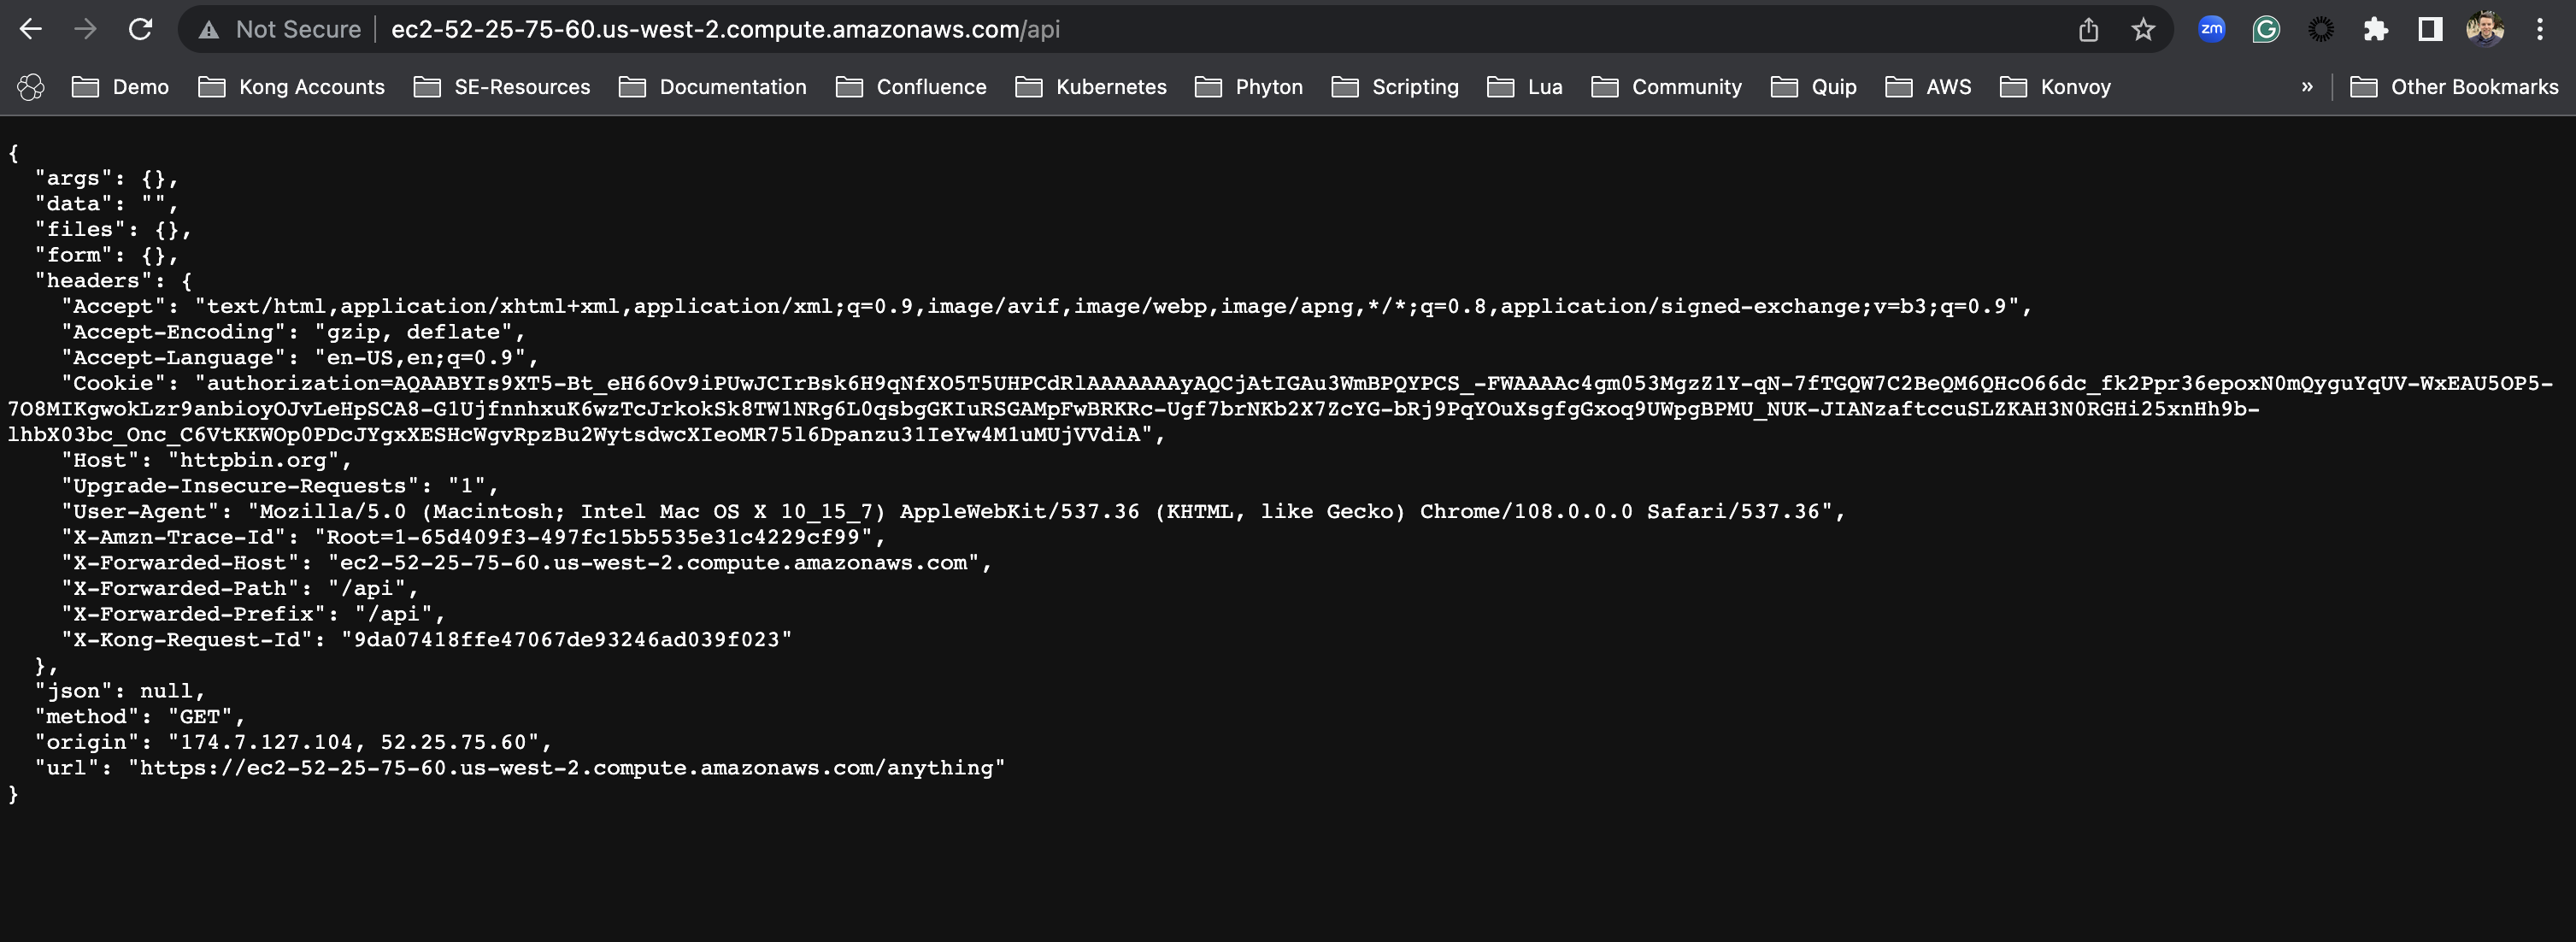 Not Secure | ec2-52-25-75-60.us-west-2.compute.amazonaws.com/api
zm
Demo Kong Accounts SE-Resources Documentation Confluence Kubernetes Phyton Scripting Lua Community Quip AWS Konvoy » Other Bookmarks
{
  "args": {},
  "data": "",
  "files": {},
  "form": {},
  "headers": {
    "Accept": "text/html,application/xhtml+xml,application/xml;q=0.9,image/avif,image/webp,image/apng,*/*;q=0.8,application/signed-exchange;v=b3;q=0.9",
    "Accept-Encoding": "gzip, deflate",
    "Accept-Language": "en-US,en;q=0.9",
    "Cookie": "authorization=AQAABYIs9XT5-Bt_eH66Ov9iPUwJCIrBsk6H9qNfXO5T5UHPCdRlAAAAAAAyAQCjAtIGAu3WmBPQYPCS_-FWAAAAc4gm053MgzZ1Y-qN-7fTGQW7C2BeQM6QHcO66dc_fk2Ppr36epoxN0mQyguYqUV-WxEAU5OP5-
7O8MIKgwokLzr9anbioyOJvLeHpSCA8-G1UjfnnhxuK6wzTcJrkokSk8TW1NRg6L0qsbgGKIuRSGAMpFwBRKRc-Ugf7brNKb2X7ZcYG-bRj9PqYOuXsgfgGxoq9UWpgBPMU_NUK-JIANzaftccuSLZKAH3N0RGHi25xnHh9b-
lhbX03bc_Onc_C6VtKKWOp0PDcJYgxXESHcWgvRpzBu2WytsdwcXIeoMR75l6Dpanzu31IeYw4M1uMUjVVdiA",
    "Host": "httpbin.org",
    "Upgrade-Insecure-Requests": "1",
    "User-Agent": "Mozilla/5.0 (Macintosh; Intel Mac OS X 10_15_7) AppleWebKit/537.36 (KHTML, like Gecko) Chrome/108.0.0.0 Safari/537.36",
    "X-Amzn-Trace-Id": "Root=1-65d409f3-497fc15b5535e31c4229cf99",
    "X-Forwarded-Host": "ec2-52-25-75-60.us-west-2.compute.amazonaws.com",
    "X-Forwarded-Path": "/api",
    "X-Forwarded-Prefix": "/api",
    "X-Kong-Request-Id": "9da07418ffe47067de93246ad039f023"
  },
  "json": null,
  "method": "GET",
  "origin": "174.7.127.104, 52.25.75.60",
  "url": "https://ec2-52-25-75-60.us-west-2.compute.amazonaws.com/anything"
}